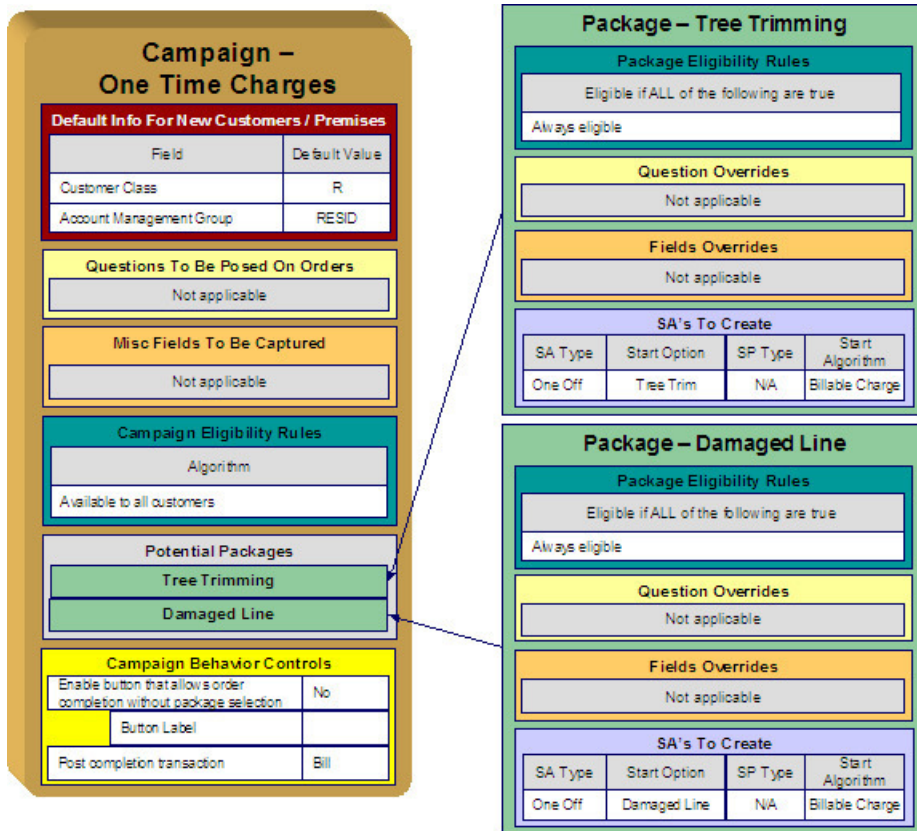 Campaign –
One Time Charges
Default Info For New Customers / Premises
Field Default Value
Customer Class R
Account Management Group RESID
Questions To Be Posed On Orders
Not applicable
Misc Fields To Be Captured
Not applicable
Campaign Eligibility Rules
Algorithm
Available to all customers
Potential Packages
Tree Trimming
Damaged Line
Campaign Behavior Controls
Enable button that allows order
completion without package selection No
Button Label
Post completion transaction Bill
Package – Tree Trimming
Package Eligibility Rules
Eligible if ALL of the following are true
Always eligible
Question Overrides
Not applicable
Fields Overrides
Not applicable
SA's To Create
SA Type Start Option SP Type Start
Algorithm
One Off Tree Trim N/A Billable Charge
Package – Damaged Line
Package Eligibility Rules
Eligible if ALL of the following are true
Always eligible
Question Overrides
Not applicable
Fields Overrides
Not applicable
SA's To Create
SA Type Start Option SP Type Start
Algorithm
One Off Damaged Line N/A Billable Charge